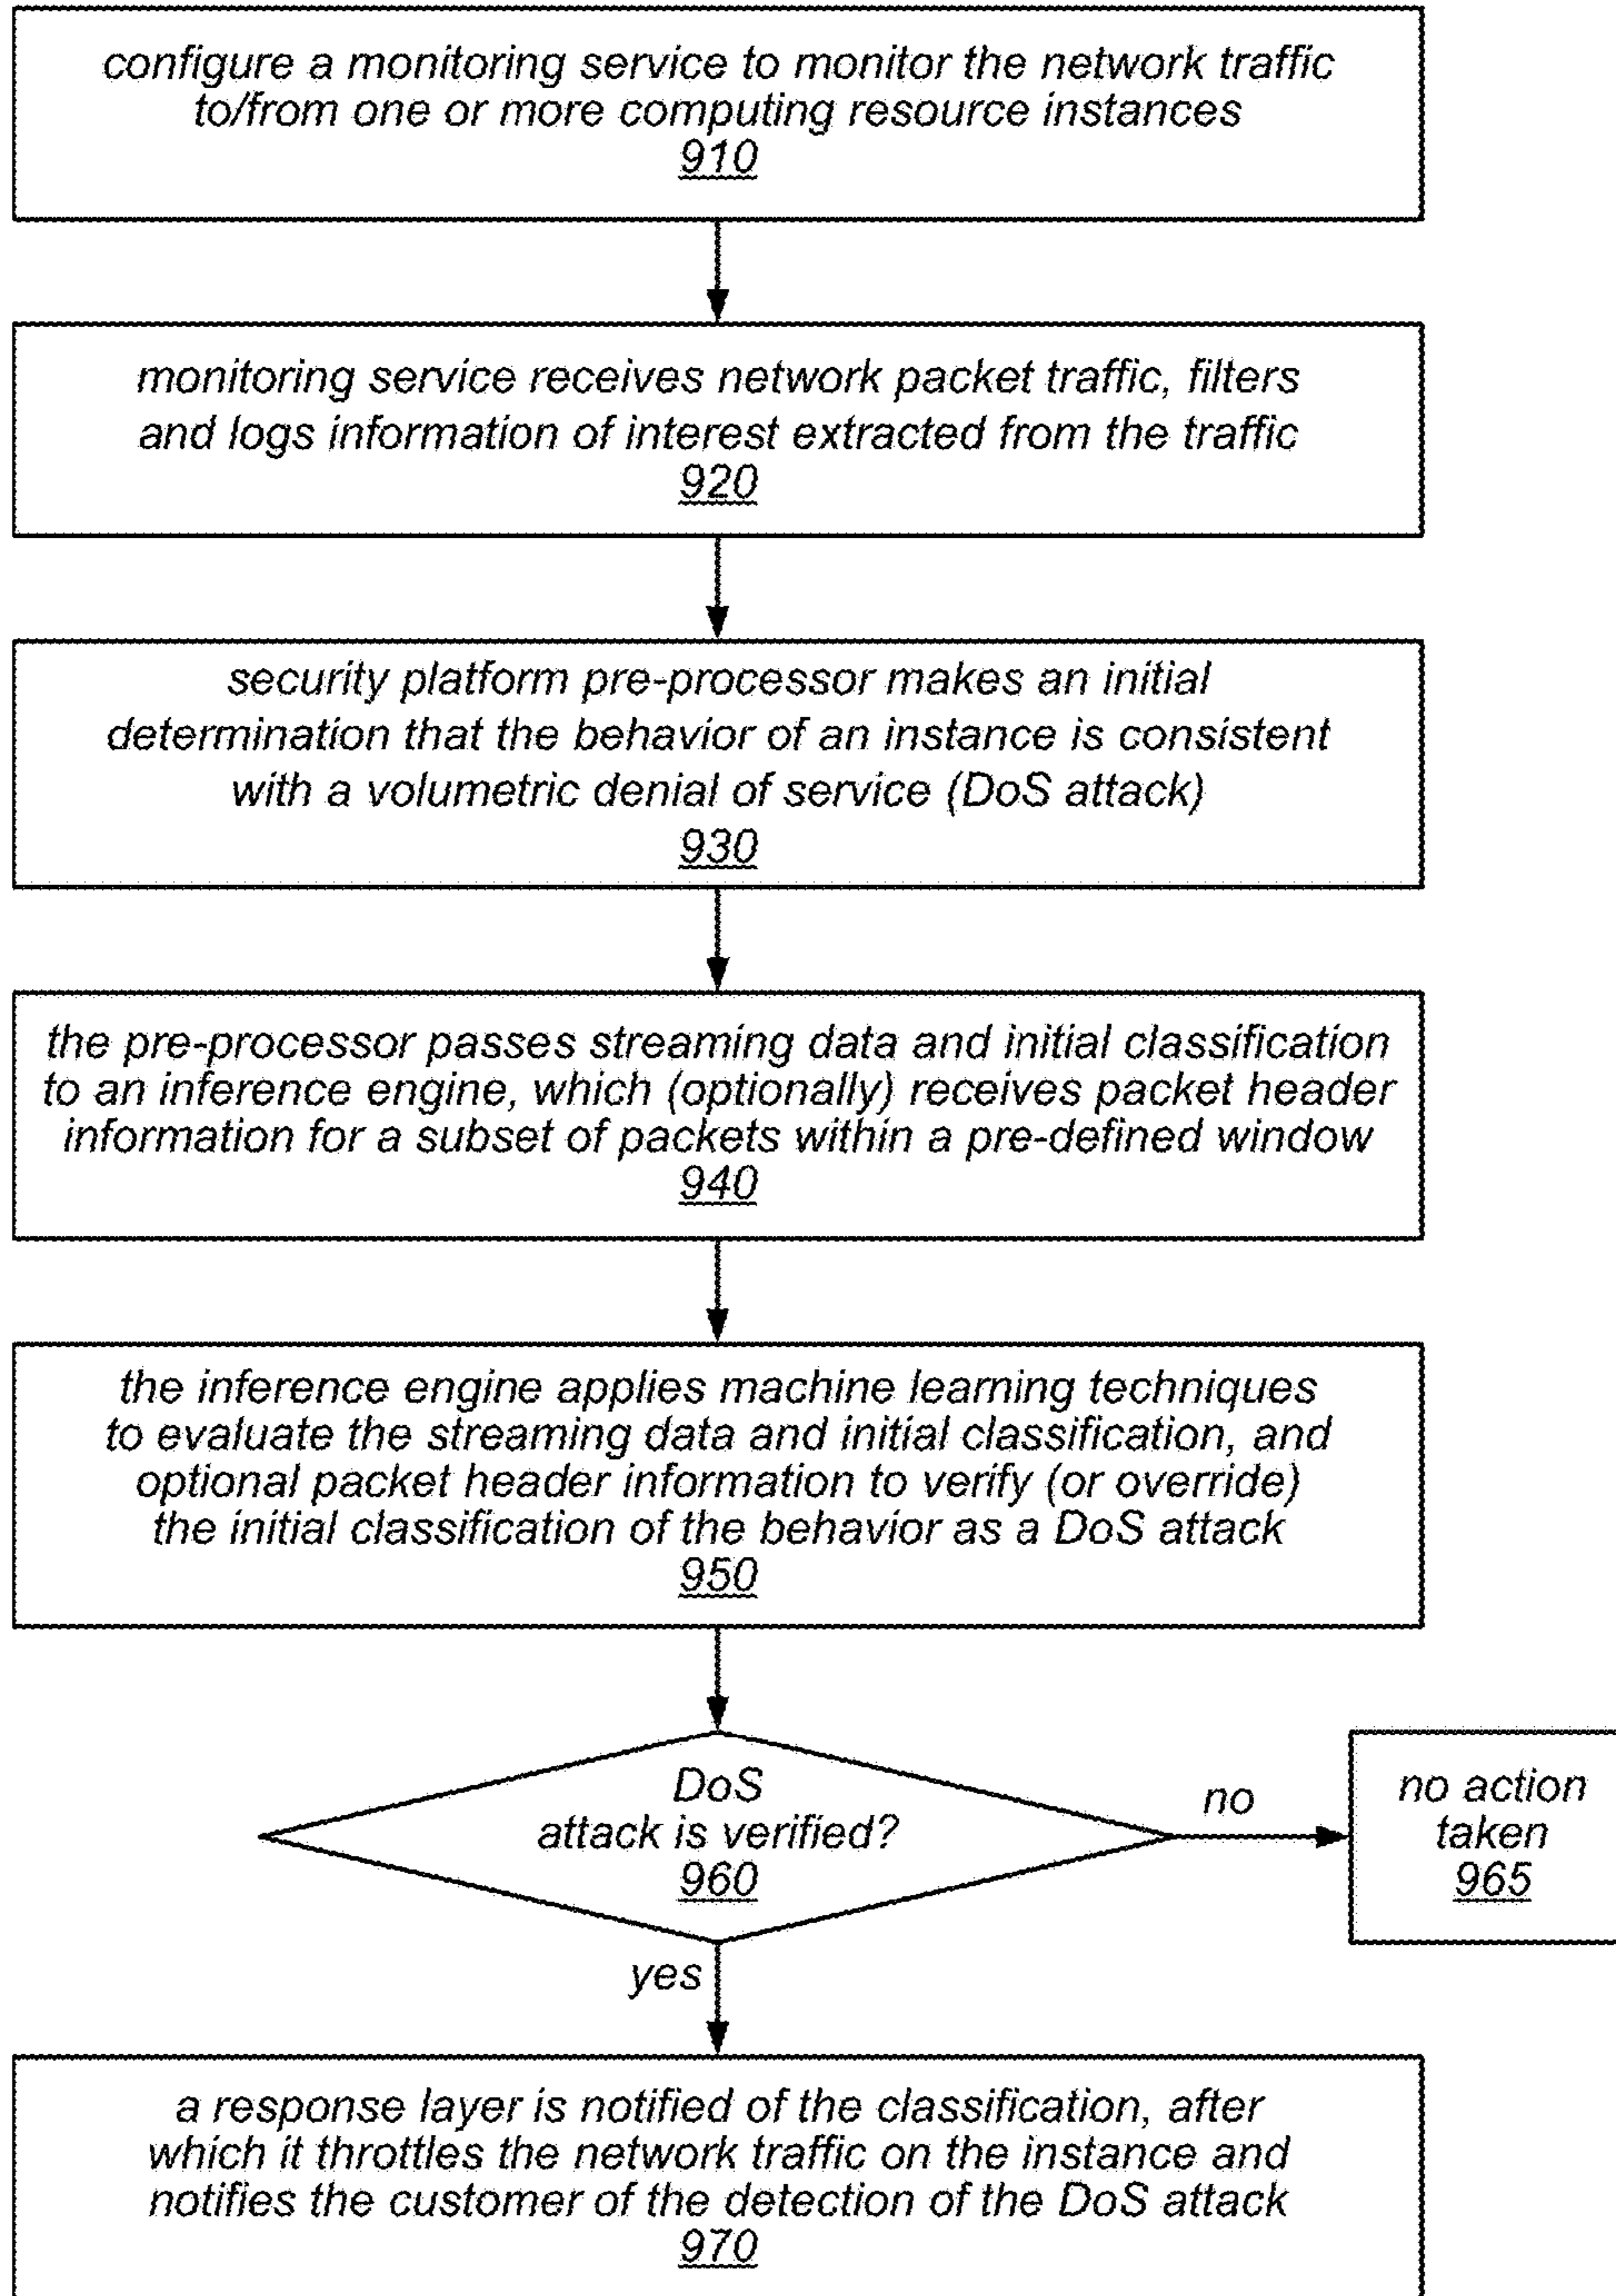 configure a monitoring service to monitor the network traffic
to/from one or more computing resource instances
910
monitoring service receives network packet traffic, filters
and logs information of interest extracted from the traffic
920
security platform pre-processor makes an initial
determination that the behavior of an instance is consistent
with a volumetric denial of service (DoS attack)
930
the pre-processor passes streaming data and initial classification
to an inference engine, which (optionally) receives packet header
information for a subset of packets within a pre-defined window
940
the inference engine applies machine learning techniques
to evaluate the streaming data and initial classification, and
optional packet header information to verify (or override)
the initial classification of the behavior as a DoS attack
950
DoS
attack is verified?
960
no
no action
taken
965
yes
a response layer is notified of the classification, after
which it throttles the network traffic on the instance and
notifies the customer of the detection of the DoS attack
970